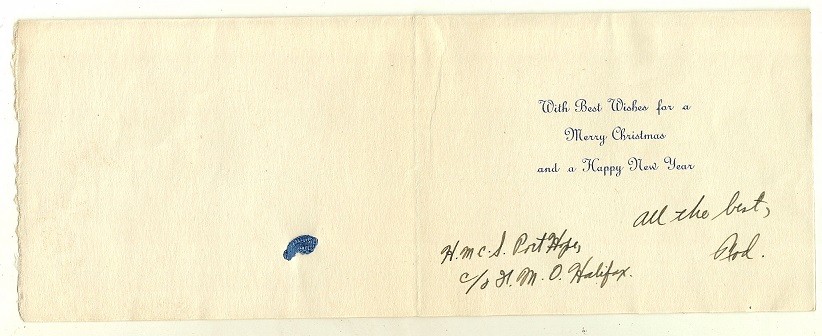 With Best Wishes for a
Merry Christmas
and a Happy New Year
all the best,
Rod.
H.M.C.S. Port Hope,
c/o F. M. O. Halifax.